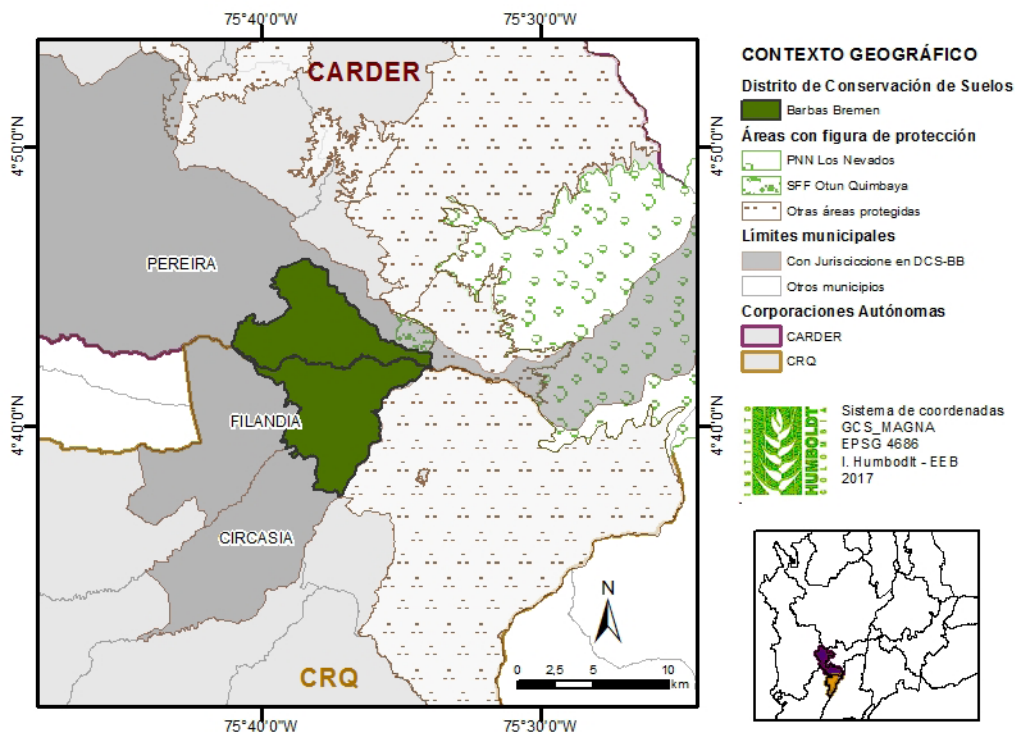 75°40'0"W
75°30'0"W
4°50'0"N
4°40'0"N
CARDER
PEREIRA
FILANDIA
CIRCASIA
CRQ
N
0 2,5 5 10
km
4°50'0"N
4°40'0"N
75°40'0"W
75°30'0"W
CONTEXTO GEOGRÁFICO
Distrito de Conservación de Suelos
Barbas Bremen
Áreas con figura de protección
PNN Los Nevados
SFF Otun Quimbaya
Otras áreas protegidas
Límites municipales
Con Jurisciccione en DCS-BB
Otros municipios
Corporaciones Autónomas
CARDER
CRQ
INSTITUTO
HUMBOLDT
COLOMBIA
Sistema de coordenadas
GCS_MAGNA
EPSG 4686
I. Humbodlt - EEB
2017